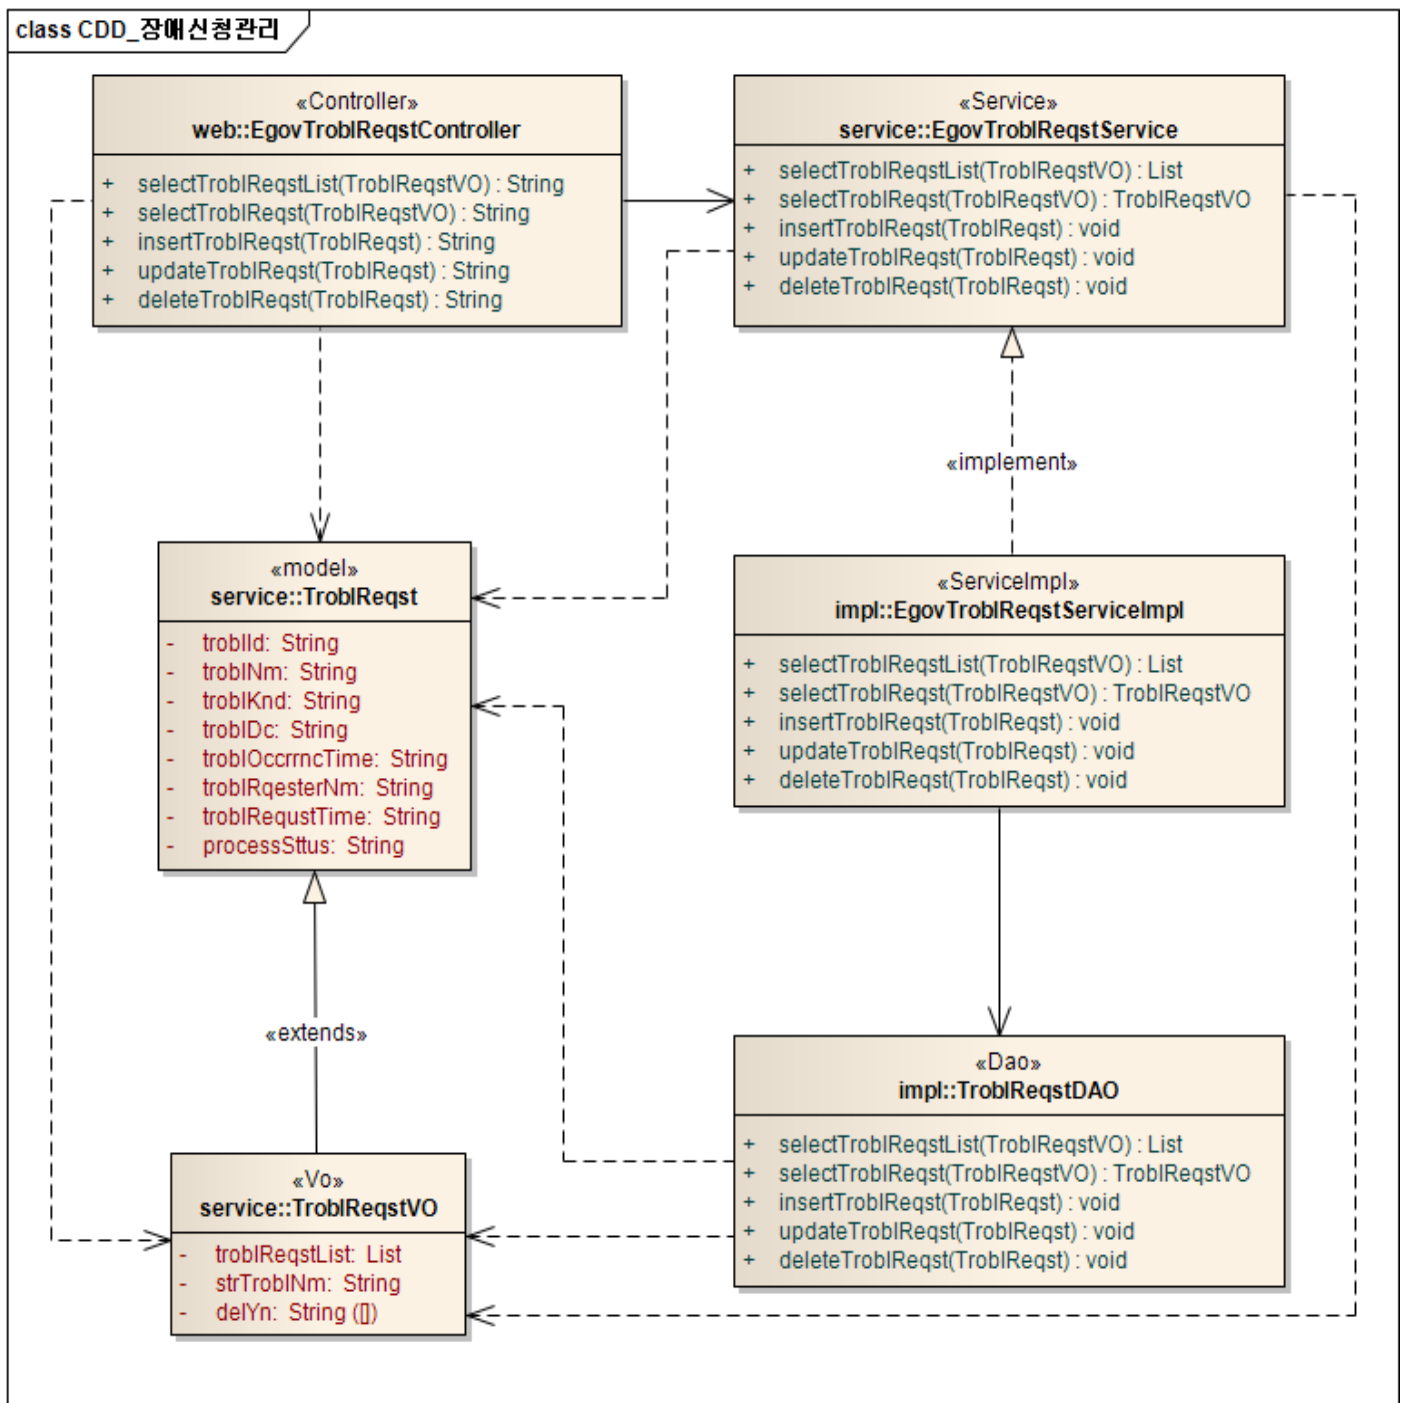 class CDD_장애신청관리
«Controller»
web::EgovTroblReqstController
+ selectTroblReqstList(TroblReqstVO) : String
+ selectTroblReqst(TroblReqstVO) : String
+ insertTroblReqst(TroblReqst) : String
+ updateTroblReqst(TroblReqst) : String
+ deleteTroblReqst(TroblReqst) : String
«Service»
service::EgovTroblReqstService
+ selectTroblReqstList(TroblReqstVO) : List
+ selectTroblReqst(TroblReqstVO) : TroblReqstVO
+ insertTroblReqst(TroblReqst) : void
+ updateTroblReqst(TroblReqst) : void
+ deleteTroblReqst(TroblReqst) : void
«implement»
«model»
service::TroblReqst
- troblId: String
- troblNm: String
- troblKnd: String
- troblDc: String
- troblOccrrncTime: String
- troblRqesterNm: String
- troblRequstTime: String
- processSttus: String
«ServiceImpl»
impl::EgovTroblReqstServiceImpl
+ selectTroblReqstList(TroblReqstVO) : List
+ selectTroblReqst(TroblReqstVO) : TroblReqstVO
+ insertTroblReqst(TroblReqst) : void
+ updateTroblReqst(TroblReqst) : void
+ deleteTroblReqst(TroblReqst) : void
«extends»
«Vo»
service::TroblReqstVO
- troblReqstList: List
- strTroblNm: String
- delYn: String ([])
«Dao»
impl::TroblReqstDAO
+ selectTroblReqstList(TroblReqstVO) : List
+ selectTroblReqst(TroblReqstVO) : TroblReqstVO
+ insertTroblReqst(TroblReqst) : void
+ updateTroblReqst(TroblReqst) : void
+ deleteTroblReqst(TroblReqst) : void